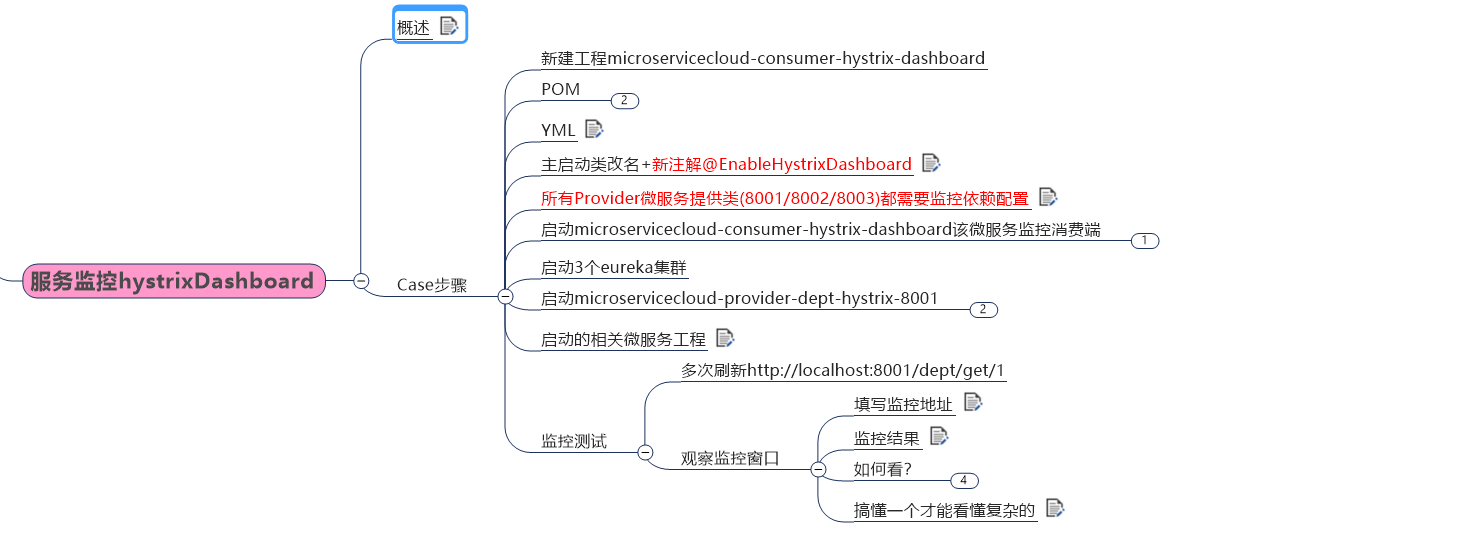 概述
新建工程microservicecloud-consumer-hystrix-dashboard
POM
2
YML
主启动类改名+新注解@EnableHystrixDashboard
所有Provider微服务提供类(8001/8002/8003)都需要监控依赖配置
启动microservicecloud-consumer-hystrix-dashboard该微服务监控消费端
1
启动3个eureka集群
服务监控hystrixDashboard
Case步骤
启动microservicecloud-provider-dept-hystrix-8001
2
启动的相关微服务工程
多次刷新http://localhost:8001/dept/get/1
填写监控地址
监控测试
监控结果
观察监控窗口
如何看?
4
搞懂一个才能看懂复杂的